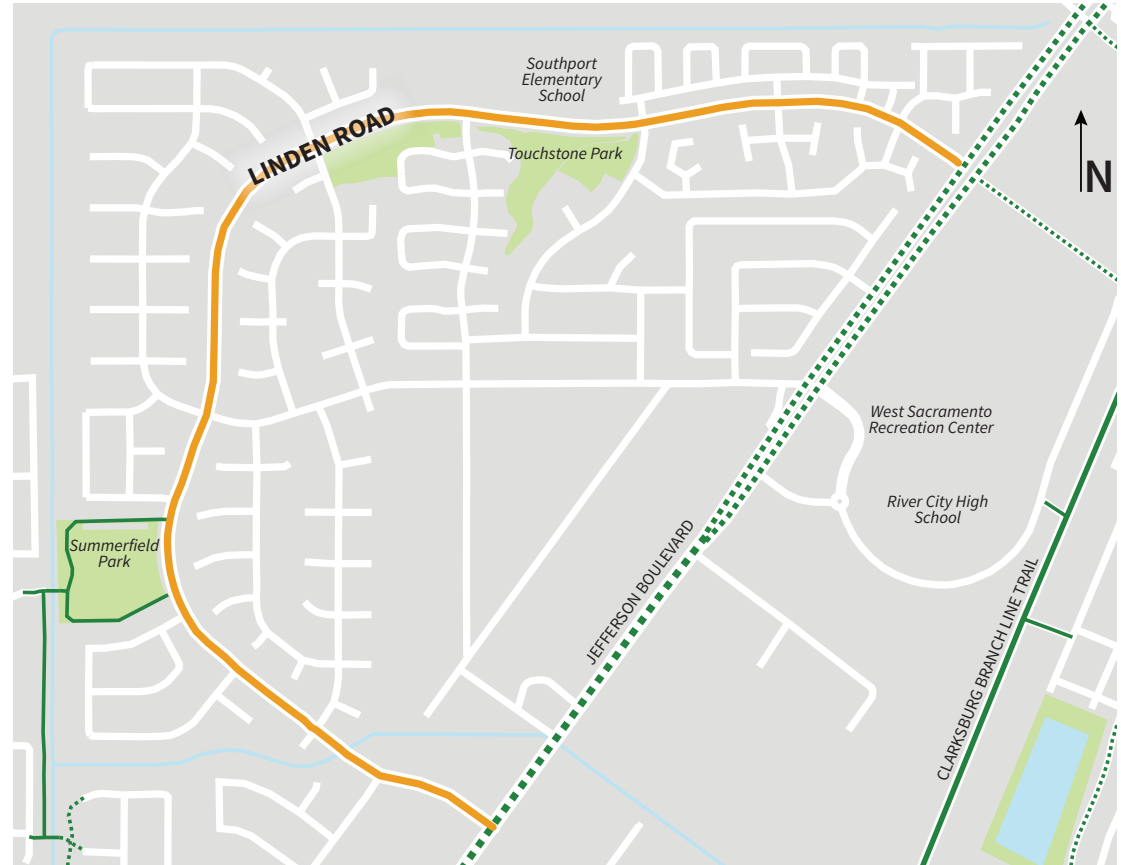 Southport
Elementary
School
LINDEN ROAD
Touchstone Park
N
West Sacramento
Recreation Center
River City High
School
Summerfield
Park
JEFFERSON BOULEVARD
CLARKSBURG BRANCH LINE TRAIL